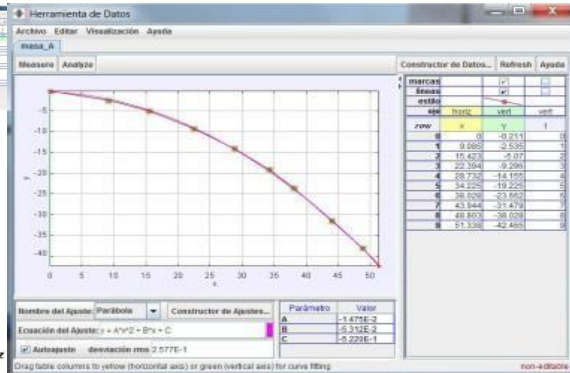 Herramienta de Datos
Archivo Editar Visualización Ayuda
masa_A
Measure Analyze
Constructor de Datos... Refresh Ayuda
marcas
líneas
estilo
eje horiz vert vert
row x y t
0 0 -0.211 0
1 9.085 -2.535 1
2 15.423 -5.07 2
3 22.394 -9.296 3
4 28.732 -14.155 4
5 34.225 -19.225 5
6 38.028 -23.662 6
7 43.944 -31.479 7
8 48.803 -38.028 8
9 51.338 -42.465 9
-5
-10
-15
-20
-25
-30
-35
-40
y
0 5 10 15 20 25 30 35 40 45 50
x
Nombre del Ajuste: Parábola Constructor de Ajustes...
Ecuación del Ajuste: y = A*x^2 + B*x + C
Autoajuste desviación rms 2.577E-1
Parámetro Valor
A -1.475E-2
B -5.312E-2
C -5.220E-1
Drag table columns to yellow (horizontal axis) or green (vertical axis) for curve fitting
non-editable